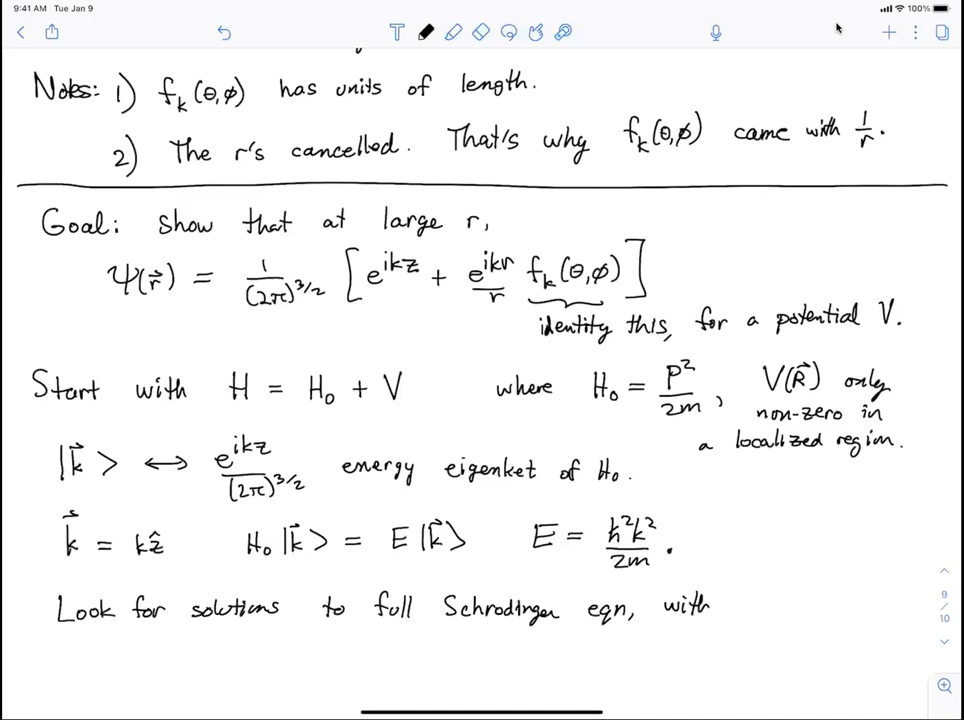 9:41 AM Tue Jan 9
100%
Notes: 1) f_k(θ,φ) has units of length.
2) The r's cancelled. That's why f_k(θ,φ) came with 1/r.
Goal: show that at large r,
Ψ(r⃗) = 1/(2π)^{3/2} [e^{ikz} + e^{ikr}/r f_k(θ,φ)]
identity this, for a potential V.
Start with H = H₀ + V where H₀ = P²/2m, V(R⃗) only
non-zero in
a localized region.
|k⃗> ↔ e^{ikz}/(2π)^{3/2} energy eigenket of H₀.
k⃗ = kẑ H₀|k⃗> = E|k⃗> E = ħ²k²/2m.
Look for solutions to full Schrodinger eqn, with
9
/
10